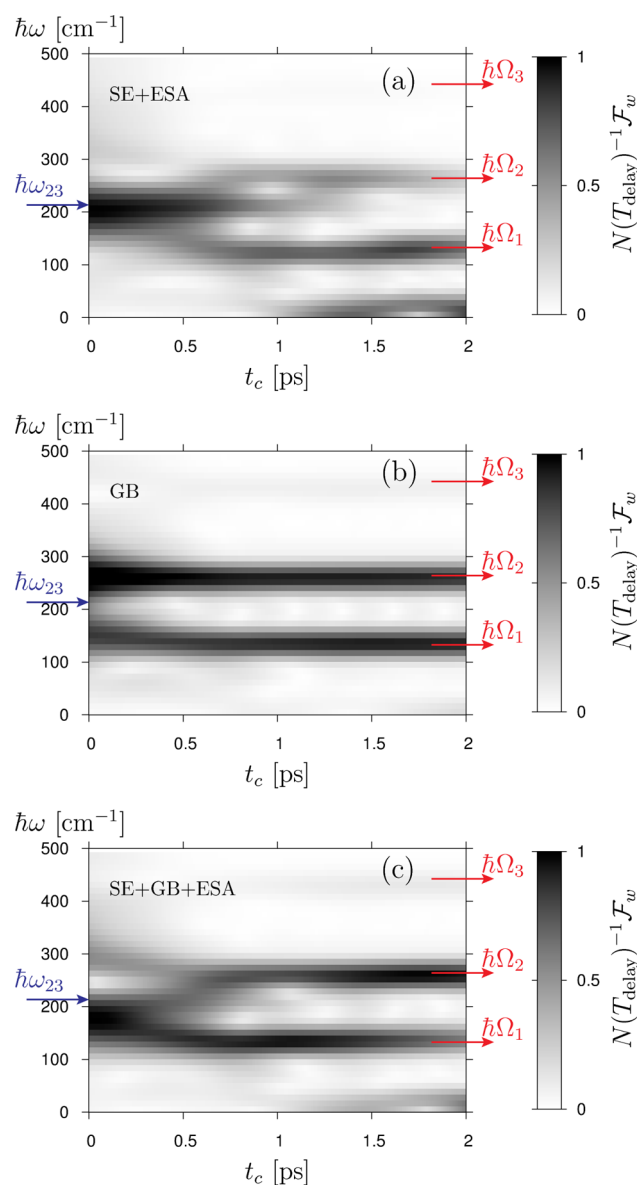 ħω [cm⁻¹]
500
400
300
200
100
0
SE+ESA
(a)
ħω₂₃
ħΩ₃
ħΩ₂
ħΩ₁
0 0.5 1 1.5 2
t_c [ps]
1
0.5
0
N(T_delay)⁻¹ℱ_w
ħω [cm⁻¹]
500
400
300
200
100
0
GB
(b)
ħω₂₃
ħΩ₃
ħΩ₂
ħΩ₁
0 0.5 1 1.5 2
t_c [ps]
1
0.5
0
N(T_delay)⁻¹ℱ_w
ħω [cm⁻¹]
500
400
300
200
100
0
SE+GB+ESA
(c)
ħω₂₃
ħΩ₃
ħΩ₂
ħΩ₁
0 0.5 1 1.5 2
t_c [ps]
1
0.5
0
N(T_delay)⁻¹ℱ_w